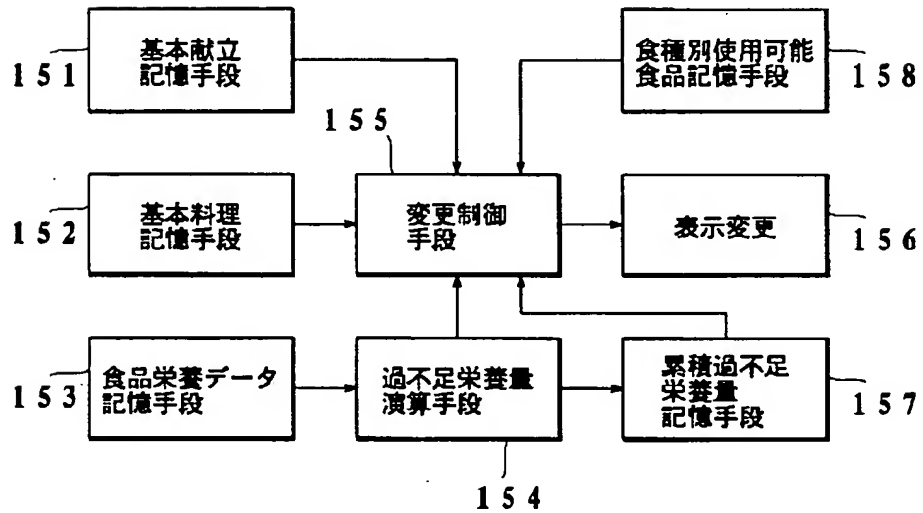 基本献立
記憶手段
151
食種別使用可能
食品記憶手段
158
155
基本料理
記憶手段
152
変更制御
手段
表示変更
156
食品栄養データ
記憶手段
153
過不足栄養量
演算手段
154
累積過不足
栄養量
記憶手段
157